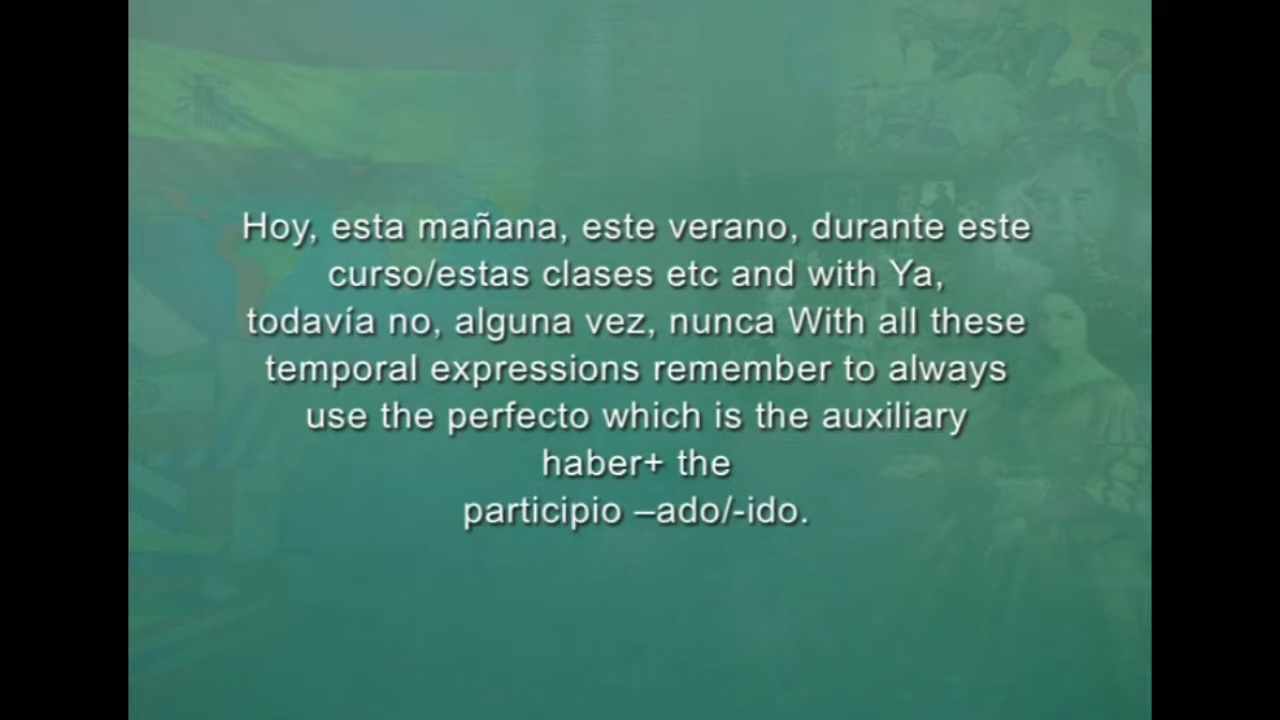 Hoy, esta mañana, este verano, durante este
curso/estas clases etc and with Ya,
todavía no, alguna vez, nunca With all these
temporal expressions remember to always
use the perfecto which is the auxiliary
haber+ the
participio –ado/-ido.